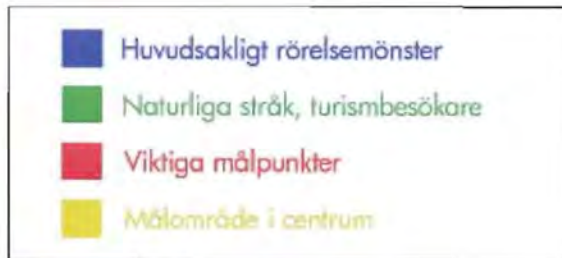 Huvudsakligt rörelsemönster
Naturliga stråk, turismbesökare
Viktiga målpunkter
Målområde i centrum